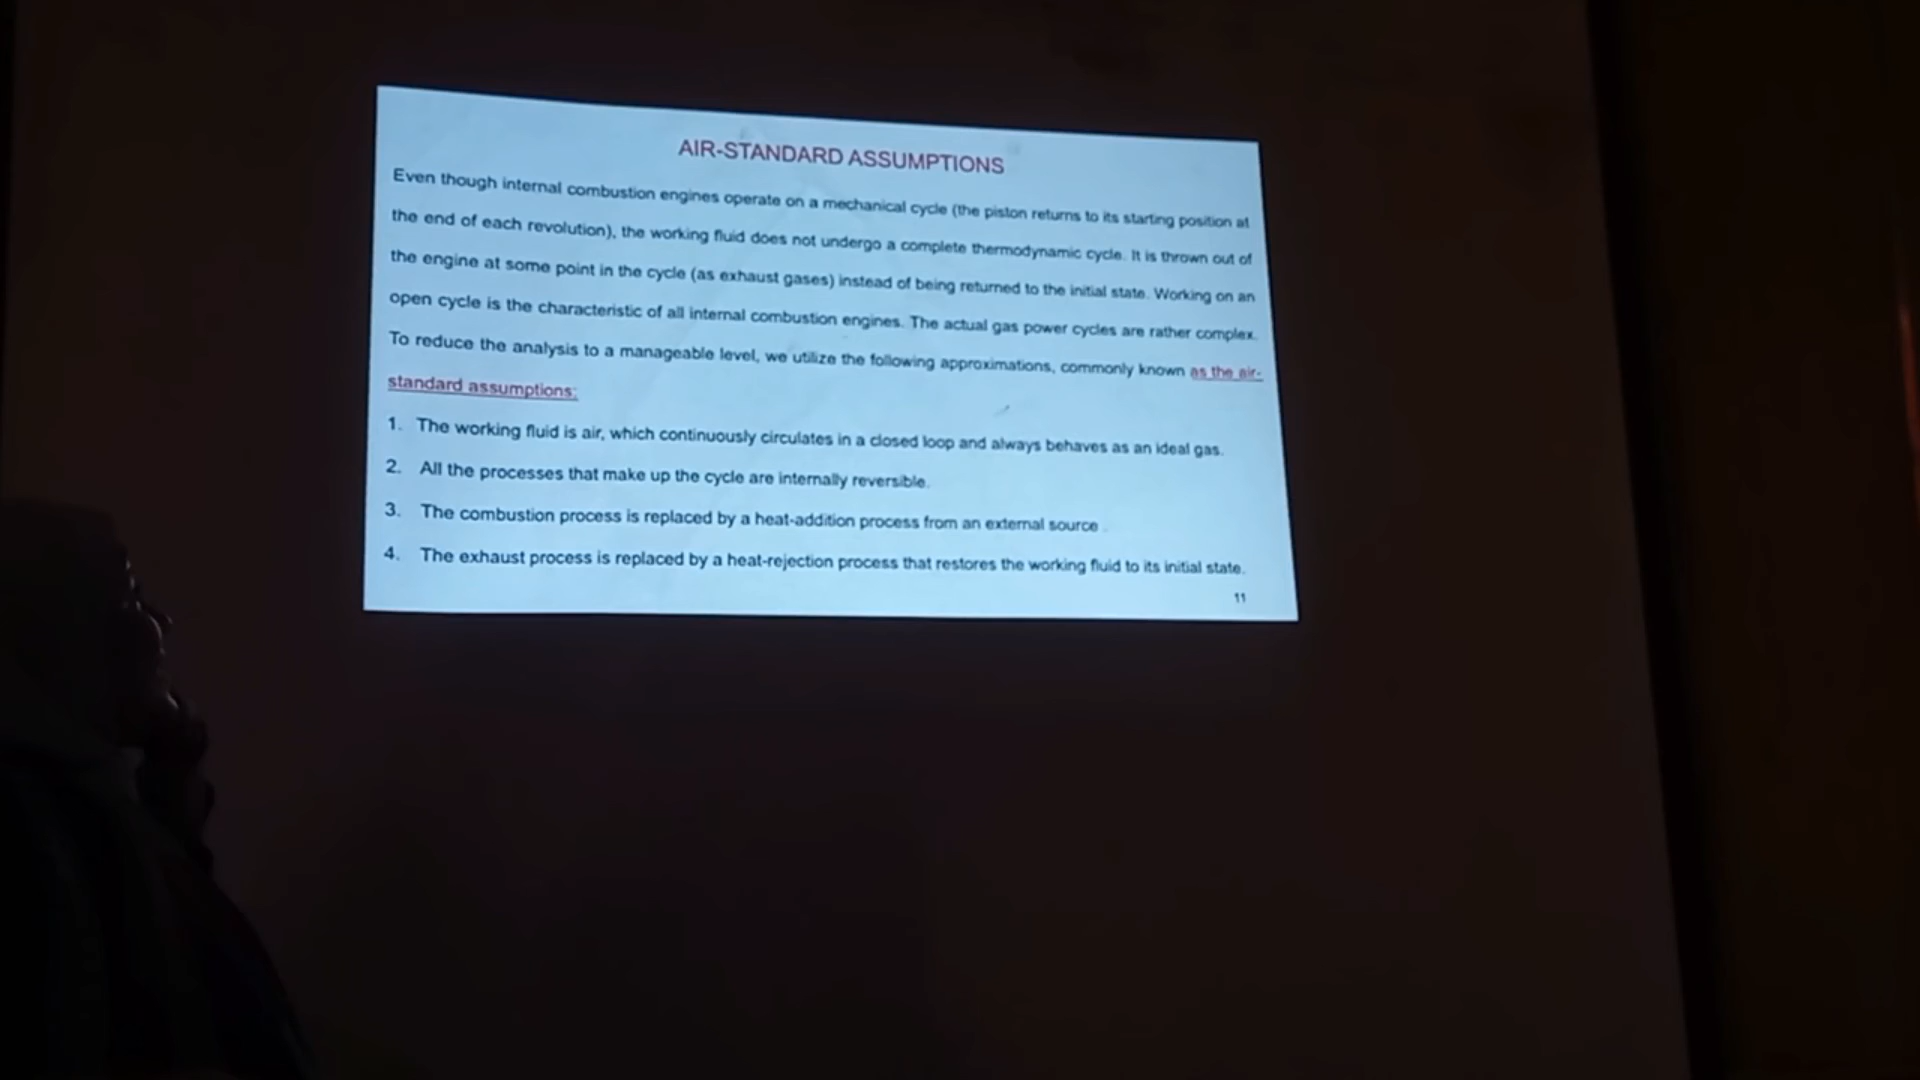 AIR-STANDARD ASSUMPTIONS
Even though internal combustion engines operate on a mechanical cycle (the piston returns to its starting position at
the end of each revolution), the working fluid does not undergo a complete thermodynamic cycle. It is thrown out of
the engine at some point in the cycle (as exhaust gases) instead of being returned to the initial state. Working on an
open cycle is the characteristic of all internal combustion engines. The actual gas power cycles are rather complex.
To reduce the analysis to a manageable level, we utilize the following approximations, commonly known as the air-
standard assumptions:
1. The working fluid is air, which continuously circulates in a closed loop and always behaves as an ideal gas.
2. All the processes that make up the cycle are internally reversible.
3. The combustion process is replaced by a heat-addition process from an external source .
4. The exhaust process is replaced by a heat-rejection process that restores the working fluid to its initial state.
11